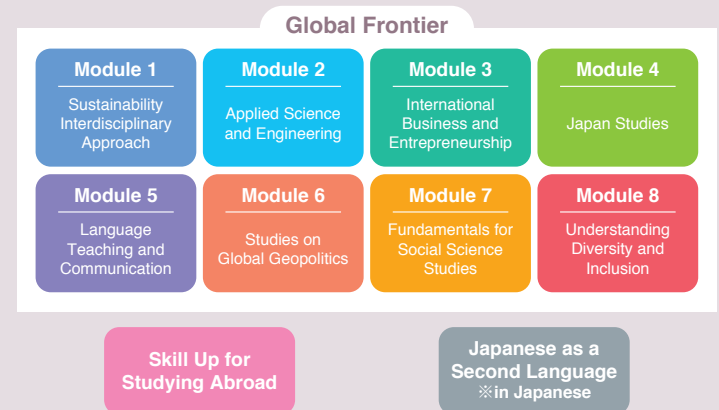 Global Frontier
Module 1
Sustainability
Interdisciplinary
Approach
Module 2
Applied Science
and Engineering
Module 3
International
Business and
Entrepreneurship
Module 4
Japan Studies
Module 5
Language
Teaching and
Communication
Module 6
Studies on
Global Geopolitics
Module 7
Fundamentals for
Social Science
Studies
Module 8
Understanding
Diversity and
Inclusion
Skill Up for
Studying Abroad
Japanese as a
Second Language
※in Japanese